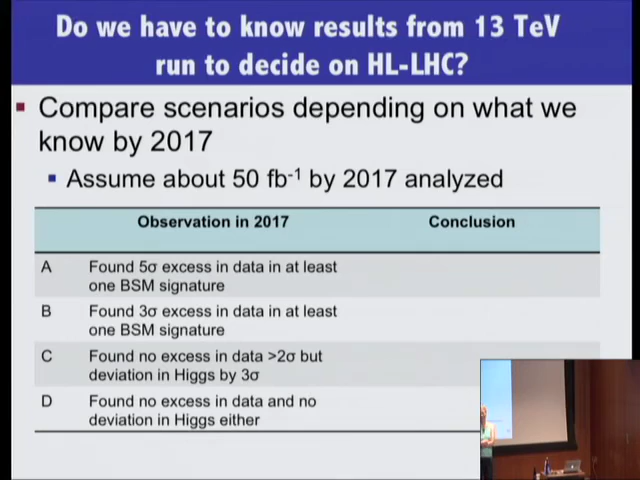 Do we have to know results from 13 TeV
run to decide on HL-LHC?
Compare scenarios depending on what we
know by 2017
Assume about 50 fb-1 by 2017 analyzed
Observation in 2017 Conclusion
A Found 5σ excess in data in at least
one BSM signature
B Found 3σ excess in data in at least
one BSM signature
C Found no excess in data >2σ but
deviation in Higgs by 3σ
D Found no excess in data and no
deviation in Higgs either